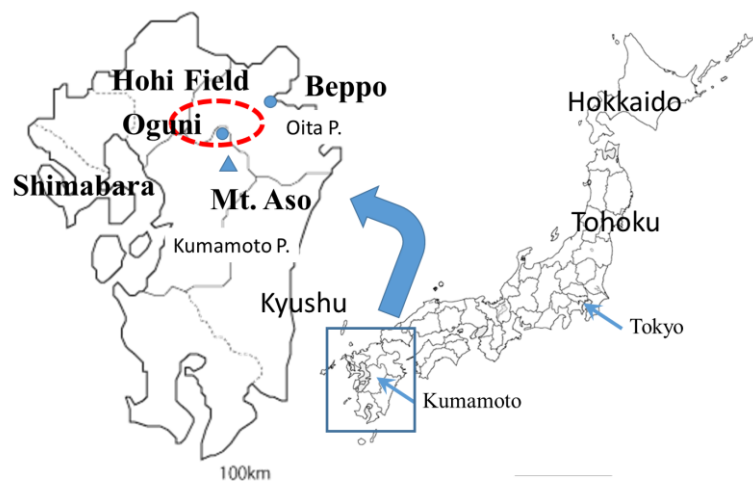 Hohi Field
Beppo
Oguni
Oita P.
Shimabara
Mt. Aso
Kumamoto P.
Kyushu
100km
Hokkaido
Tohoku
Tokyo
Kumamoto